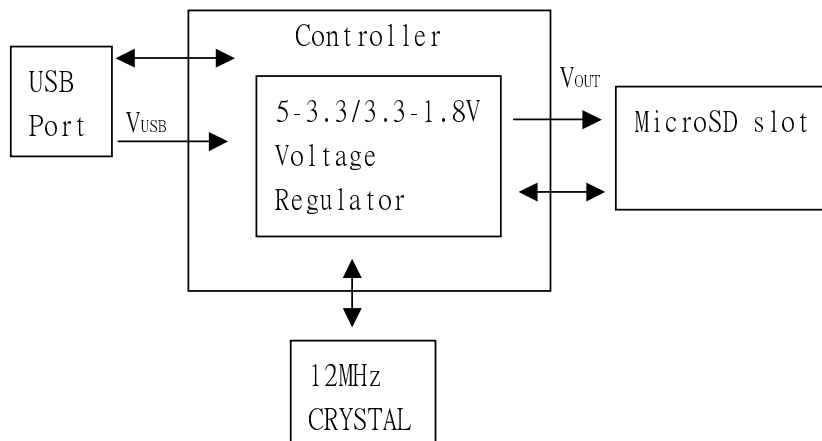 Controller
USB
Port
VUSB
5-3.3/3.3-1.8V
Voltage
Regulator
VOUT
MicroSD slot
12MHz
CRYSTAL